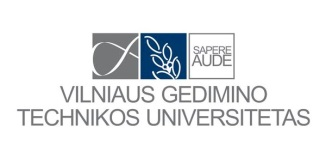 SAPERE
AUDE
VILNIAUS GEDIMINO
TECHNIKOS UNIVERSITETAS